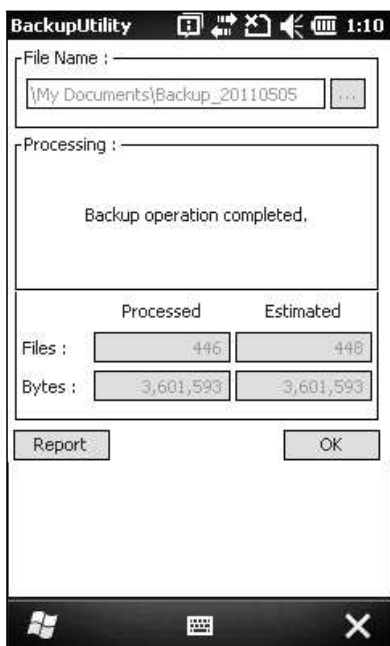 BackupUtility 1:10
File Name :
\My Documents\Backup_20110505 ...
Processing :
Backup operation completed.
Processed Estimated
Files : 446 448
Bytes : 3,601,593 3,601,593
Report OK